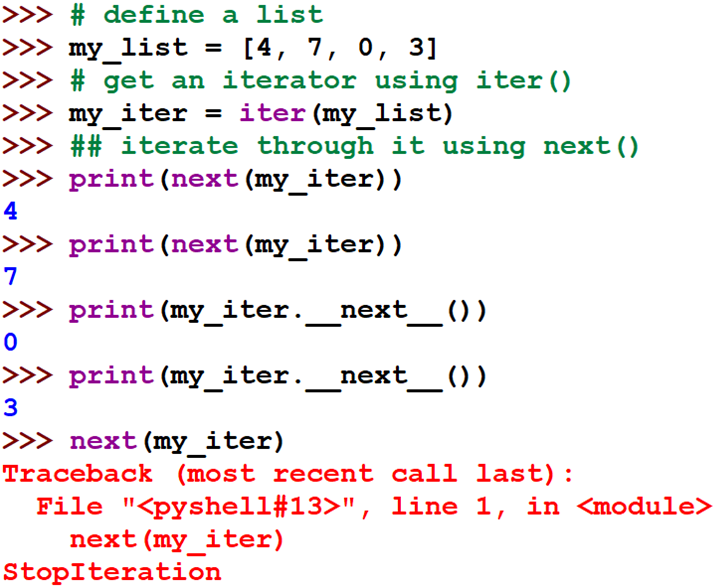 >>> # define a list
>>> my_list = [4, 7, 0, 3]
>>> # get an iterator using iter()
>>> my_iter = iter(my_list)
>>> ## iterate through it using next()
>>> print(next(my_iter))
4
>>> print(next(my_iter))
7
>>> print(my_iter.__next__())
0
>>> print(my_iter.__next__())
3
>>> next(my_iter)
Traceback (most recent call last):
  File "<pyshell#13>", line 1, in <module>
    next(my_iter)
StopIteration